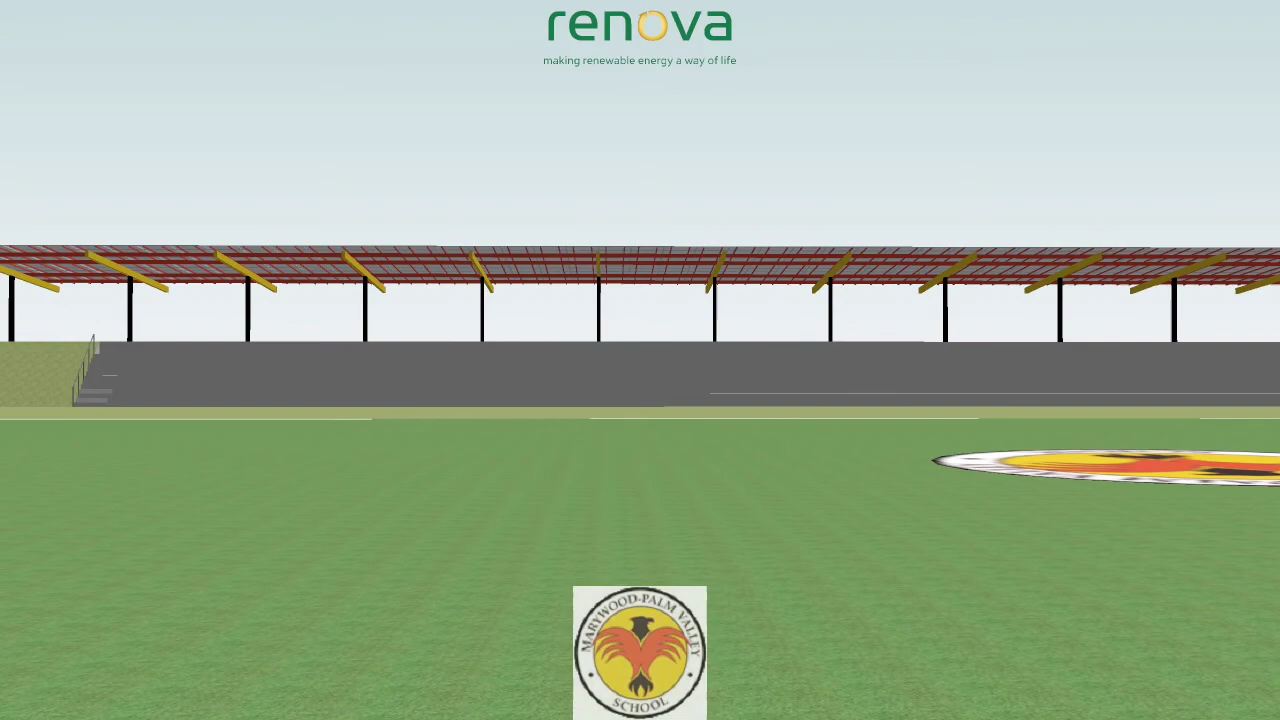 renova
making renewable energy a way of life
MARYWOOD-PALM VALLEY
SCHOOL